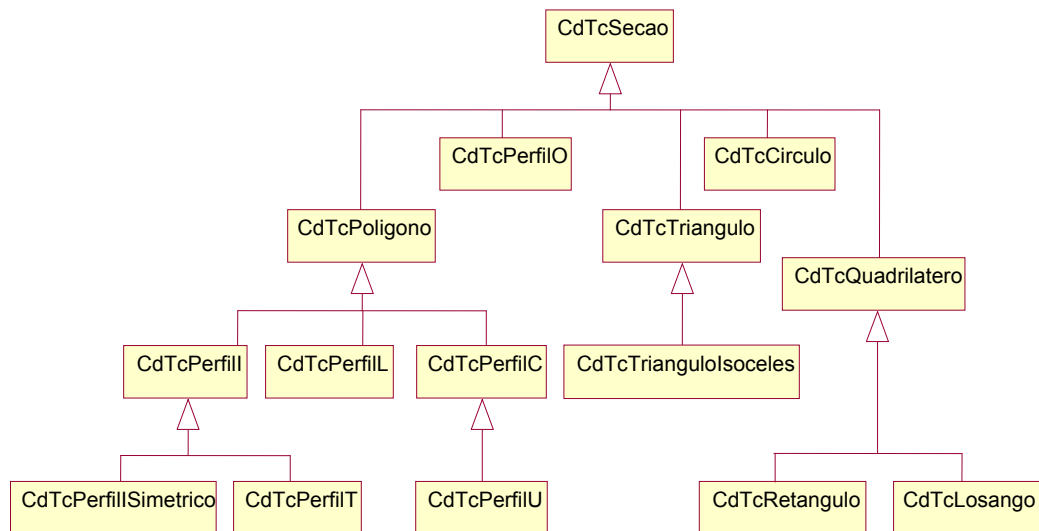 CdTcSecao
CdTcPerfilO
CdTcCirculo
CdTcPoligono
CdTcTriangulo
CdTcQuadrilatero
CdTcPerfilI
CdTcPerfilL
CdTcPerfilC
CdTcTrianguloIsoceles
CdTcPerfilISimetrico
CdTcPerfilT
CdTcPerfilU
CdTcRetangulo
CdTcLosango